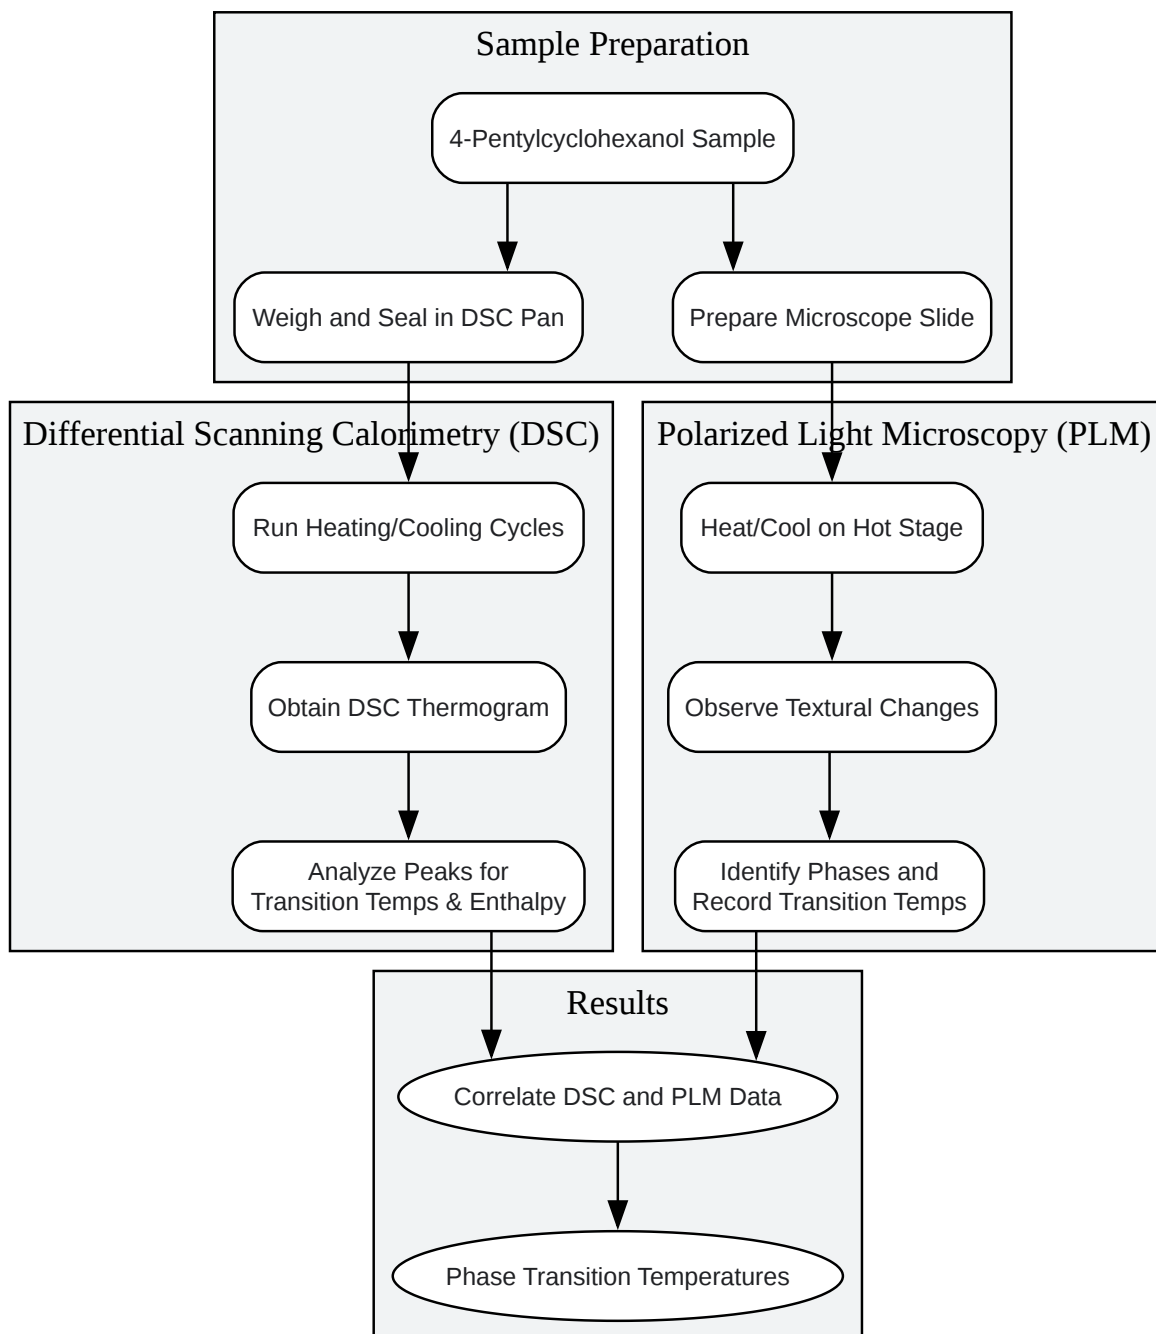 Sample Preparation
4-Pentylcyclohexanol Sample
Weigh and Seal in DSC Pan
Prepare Microscope Slide
Differential Scanning Calorimetry (DSC)
Run Heating/Cooling Cycles
Obtain DSC Thermogram
Analyze Peaks for
Transition Temps & Enthalpy
Polarized Light Microscopy (PLM)
Heat/Cool on Hot Stage
Observe Textural Changes
Identify Phases and
Record Transition Temps
Results
Correlate DSC and PLM Data
Phase Transition Temperatures